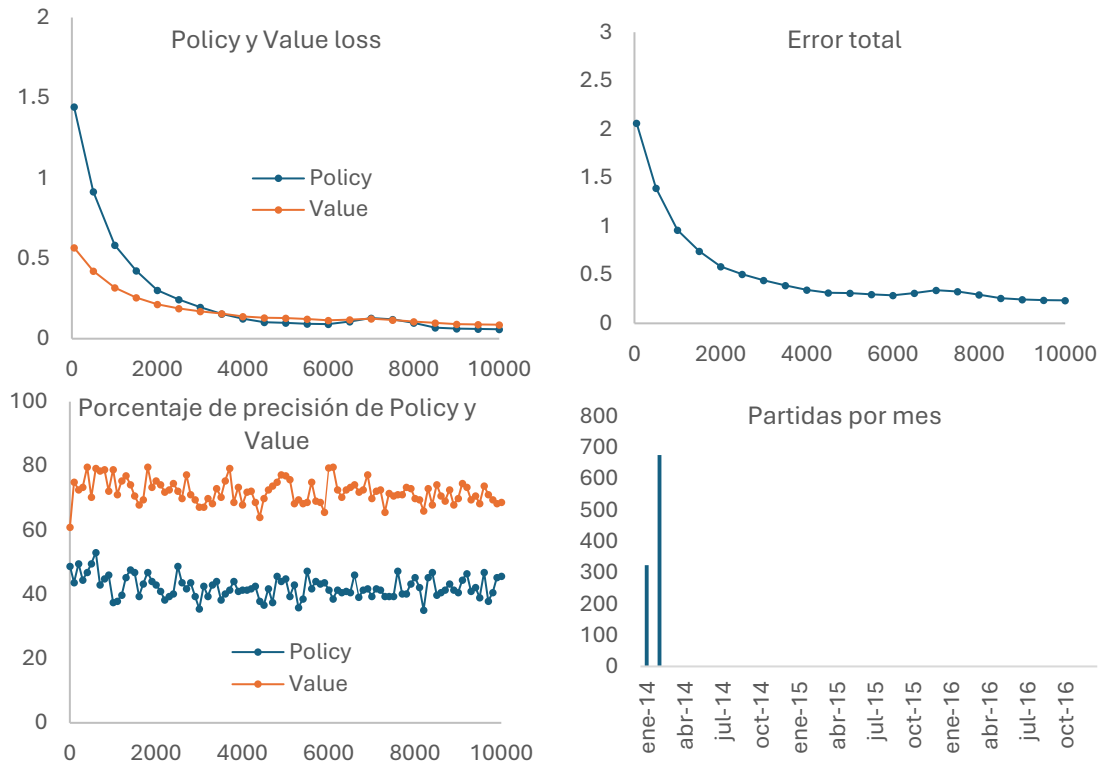 Policy y Value loss
2
1.5
1
0.5
0
Policy
Value
0 2000 4000 6000 8000 10000
Error total
3
2.5
2
1.5
1
0.5
0
0 2000 4000 6000 8000 10000
Porcentaje de precisión de Policy y
Value
100
80
60
40
20
0
Policy
Value
0 2000 4000 6000 8000 10000
Partidas por mes
800
700
600
500
400
300
200
100
0
ene-14 abr-14 jul-14 oct-14 ene-15 abr-15 jul-15 oct-15 ene-16 abr-16 jul-16 oct-16